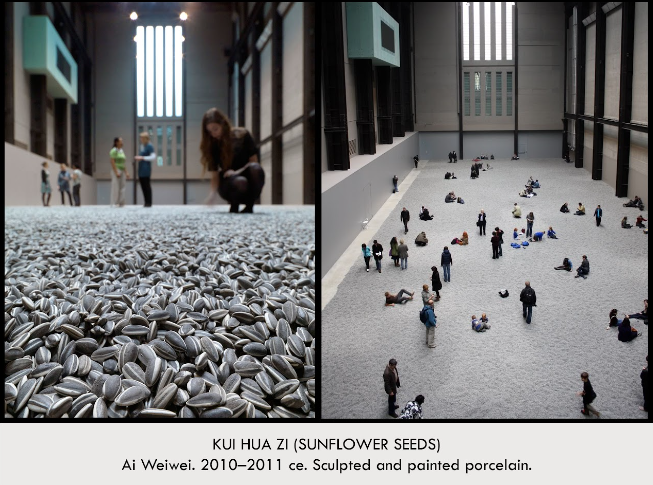 KUI HUA ZI (SUNFLOWER SEEDS)
Ai Weiwei. 2010–2011 ce. Sculpted and painted porcelain.